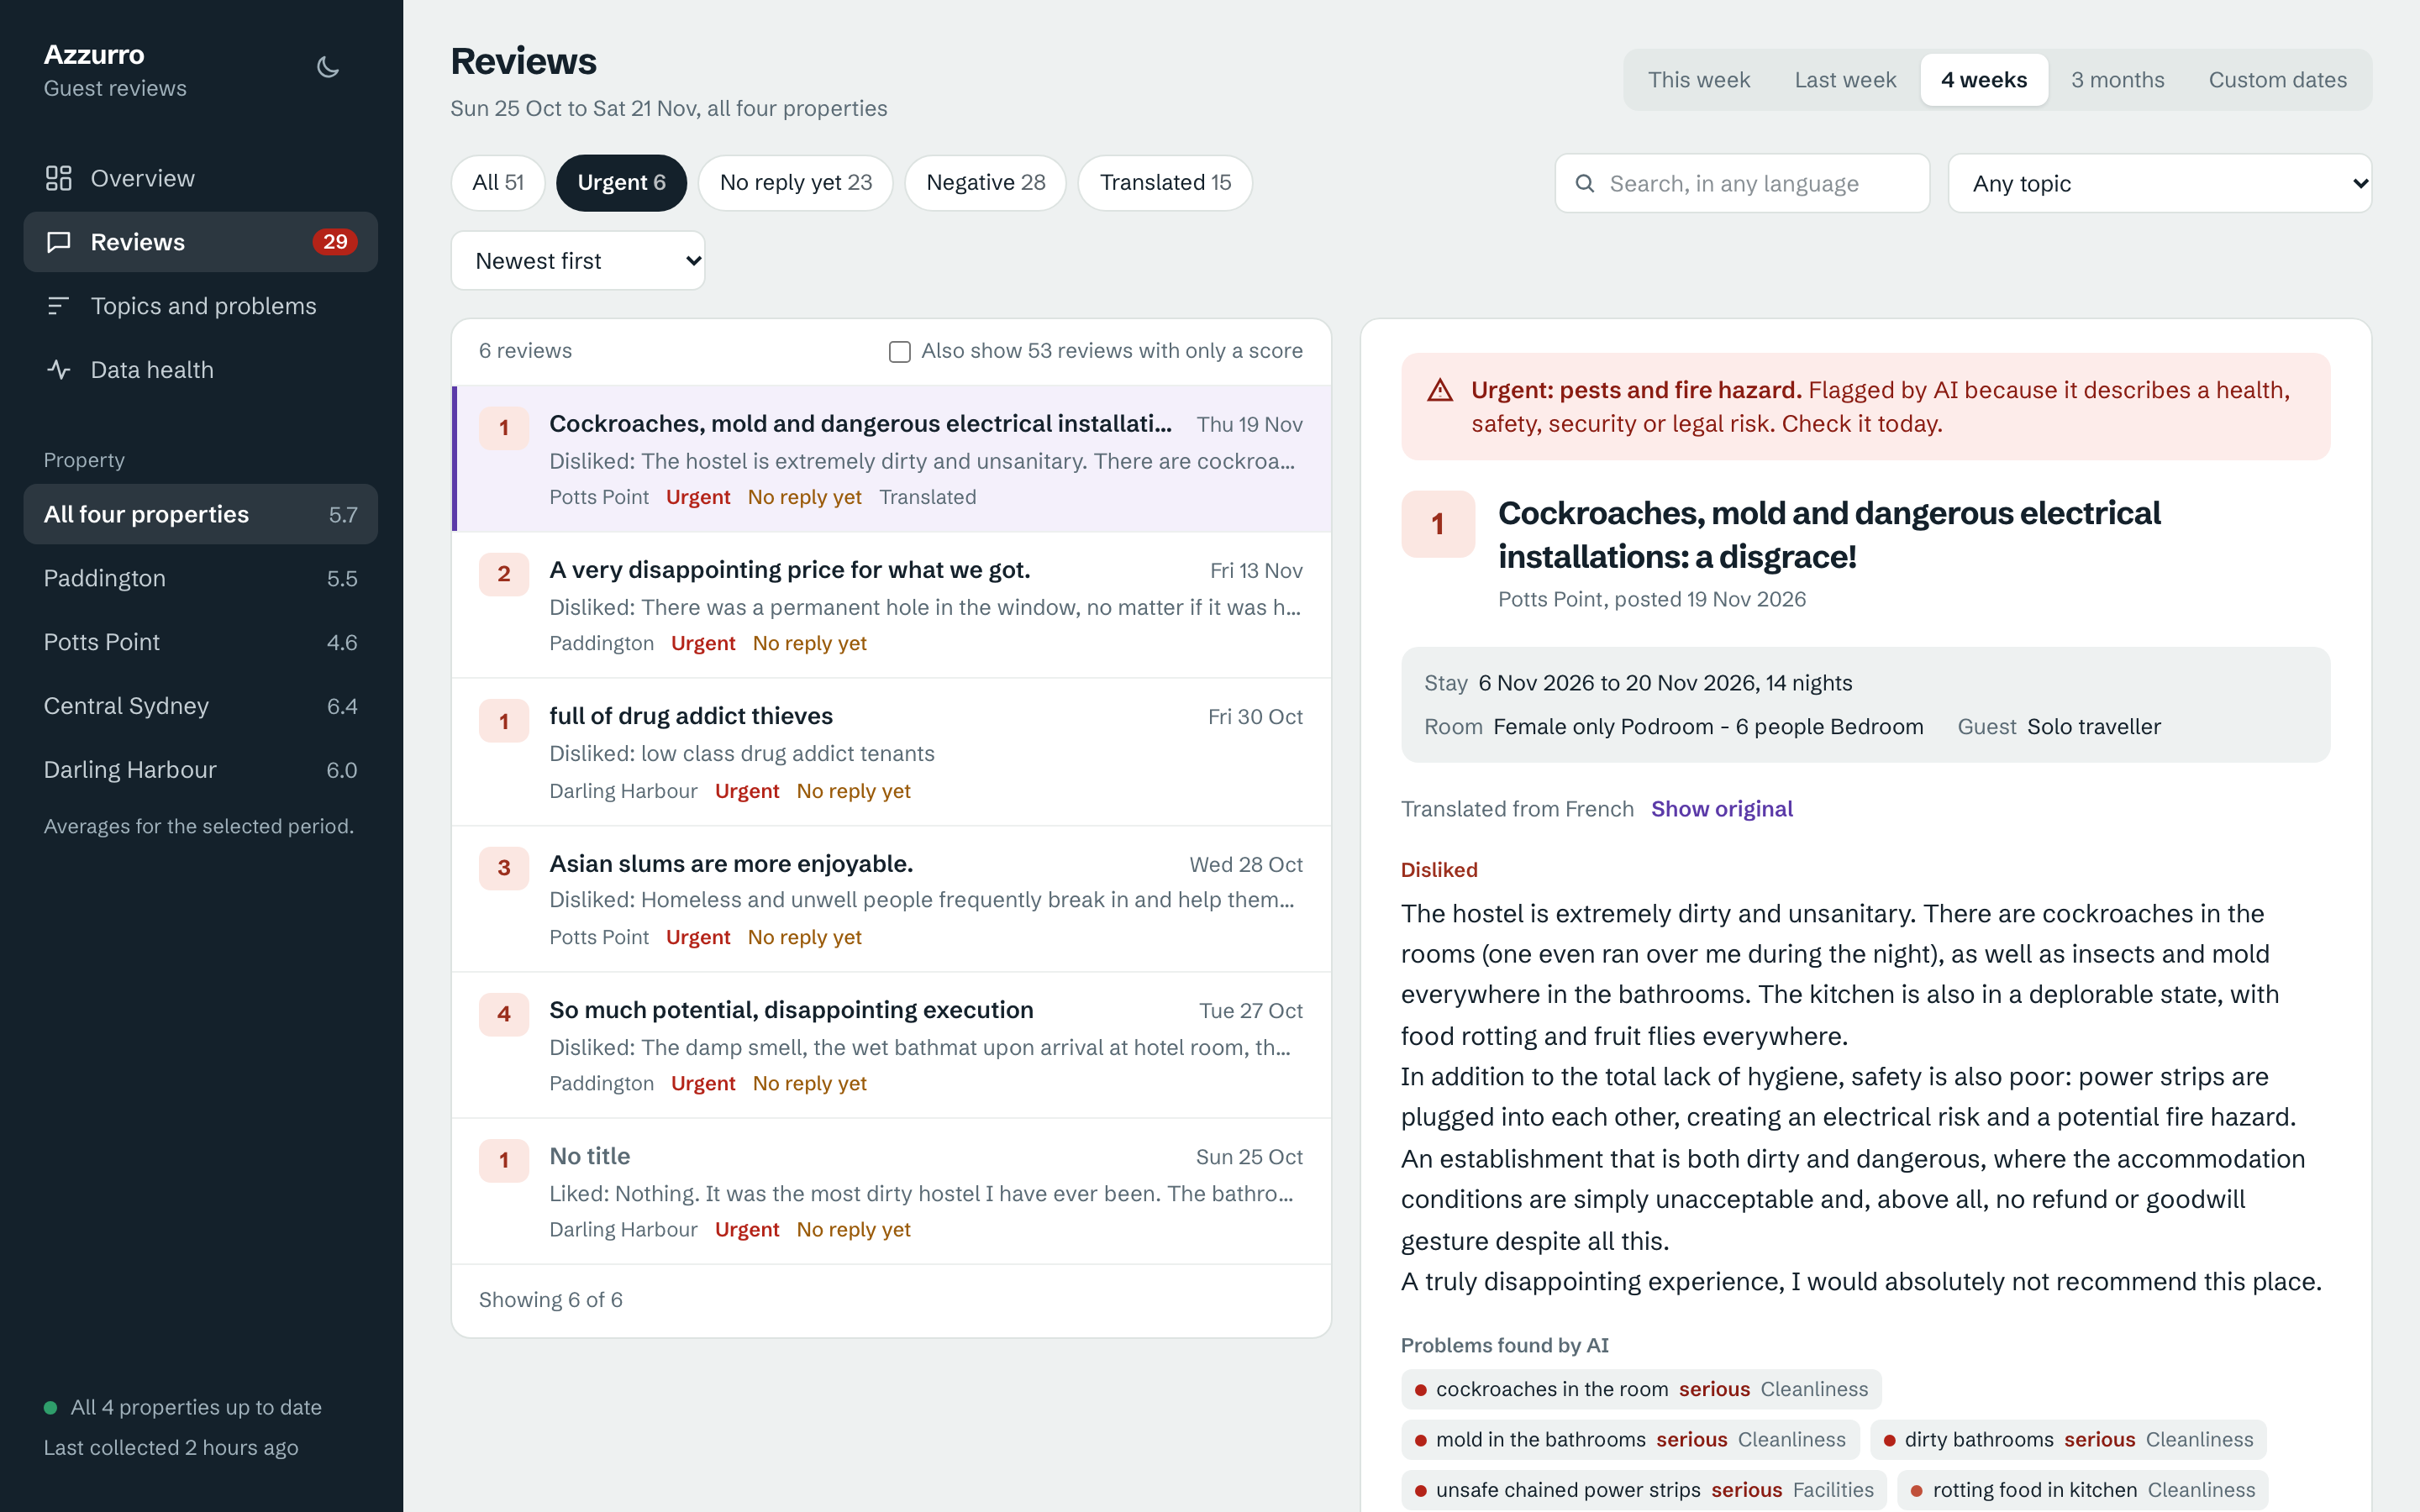 Azzurro
Guest reviews
Overview
Reviews 29
Topics and problems
Data health
Property
All four properties 5.7
Paddington 5.5
Potts Point 4.6
Central Sydney 6.4
Darling Harbour 6.0
Averages for the selected period.
All 4 properties up to date
Last collected 2 hours ago
Reviews
Sun 25 Oct to Sat 21 Nov, all four properties
This week Last week 4 weeks 3 months Custom dates
All 51 Urgent 6 No reply yet 23 Negative 28 Translated 15
Search, in any language Any topic
Newest first
6 reviews Also show 53 reviews with only a score
1 Cockroaches, mold and dangerous electrical installati... Thu 19 Nov
Disliked: The hostel is extremely dirty and unsanitary. There are cockroa...
Potts Point Urgent No reply yet Translated
2 A very disappointing price for what we got. Fri 13 Nov
Disliked: There was a permanent hole in the window, no matter if it was h...
Paddington Urgent No reply yet
1 full of drug addict thieves Fri 30 Oct
Disliked: low class drug addict tenants
Darling Harbour Urgent No reply yet
3 Asian slums are more enjoyable. Wed 28 Oct
Disliked: Homeless and unwell people frequently break in and help them...
Potts Point Urgent No reply yet
4 So much potential, disappointing execution Tue 27 Oct
Disliked: The damp smell, the wet bathmat upon arrival at hotel room, th...
Paddington Urgent No reply yet
1 No title Sun 25 Oct
Liked: Nothing. It was the most dirty hostel I have ever been. The bathro...
Darling Harbour Urgent No reply yet
Showing 6 of 6
Urgent: pests and fire hazard. Flagged by AI because it describes a health,
safety, security or legal risk. Check it today.
1 Cockroaches, mold and dangerous electrical
installations: a disgrace!
Potts Point, posted 19 Nov 2026
Stay 6 Nov 2026 to 20 Nov 2026, 14 nights
Room Female only Podroom - 6 people Bedroom Guest Solo traveller
Translated from French Show original
Disliked
The hostel is extremely dirty and unsanitary. There are cockroaches in the
rooms (one even ran over me during the night), as well as insects and mold
everywhere in the bathrooms. The kitchen is also in a deplorable state, with
food rotting and fruit flies everywhere.
In addition to the total lack of hygiene, safety is also poor: power strips are
plugged into each other, creating an electrical risk and a potential fire hazard.
An establishment that is both dirty and dangerous, where the accommodation
conditions are simply unacceptable and, above all, no refund or goodwill
gesture despite all this.
A truly disappointing experience, I would absolutely not recommend this place.
Problems found by AI
cockroaches in the room serious Cleanliness
mold in the bathrooms serious Cleanliness dirty bathrooms serious Cleanliness
unsafe chained power strips serious Facilities rotting food in kitchen Cleanliness